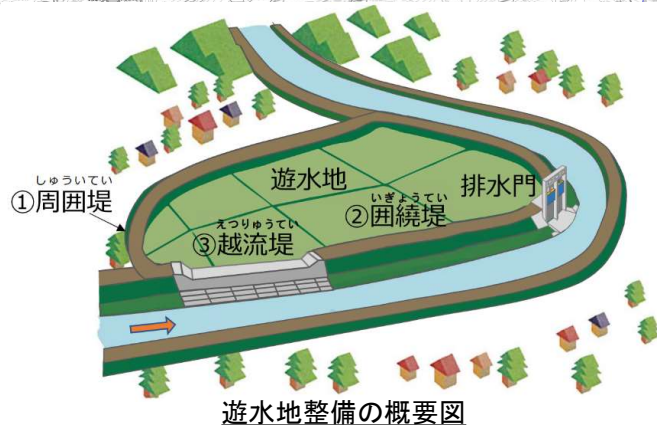 しゅういてい
①周囲堤
遊水地
排水門
いぎょうてい
②囲繞堤
えつりゅうてい
③越流堤
遊水地整備の概要図